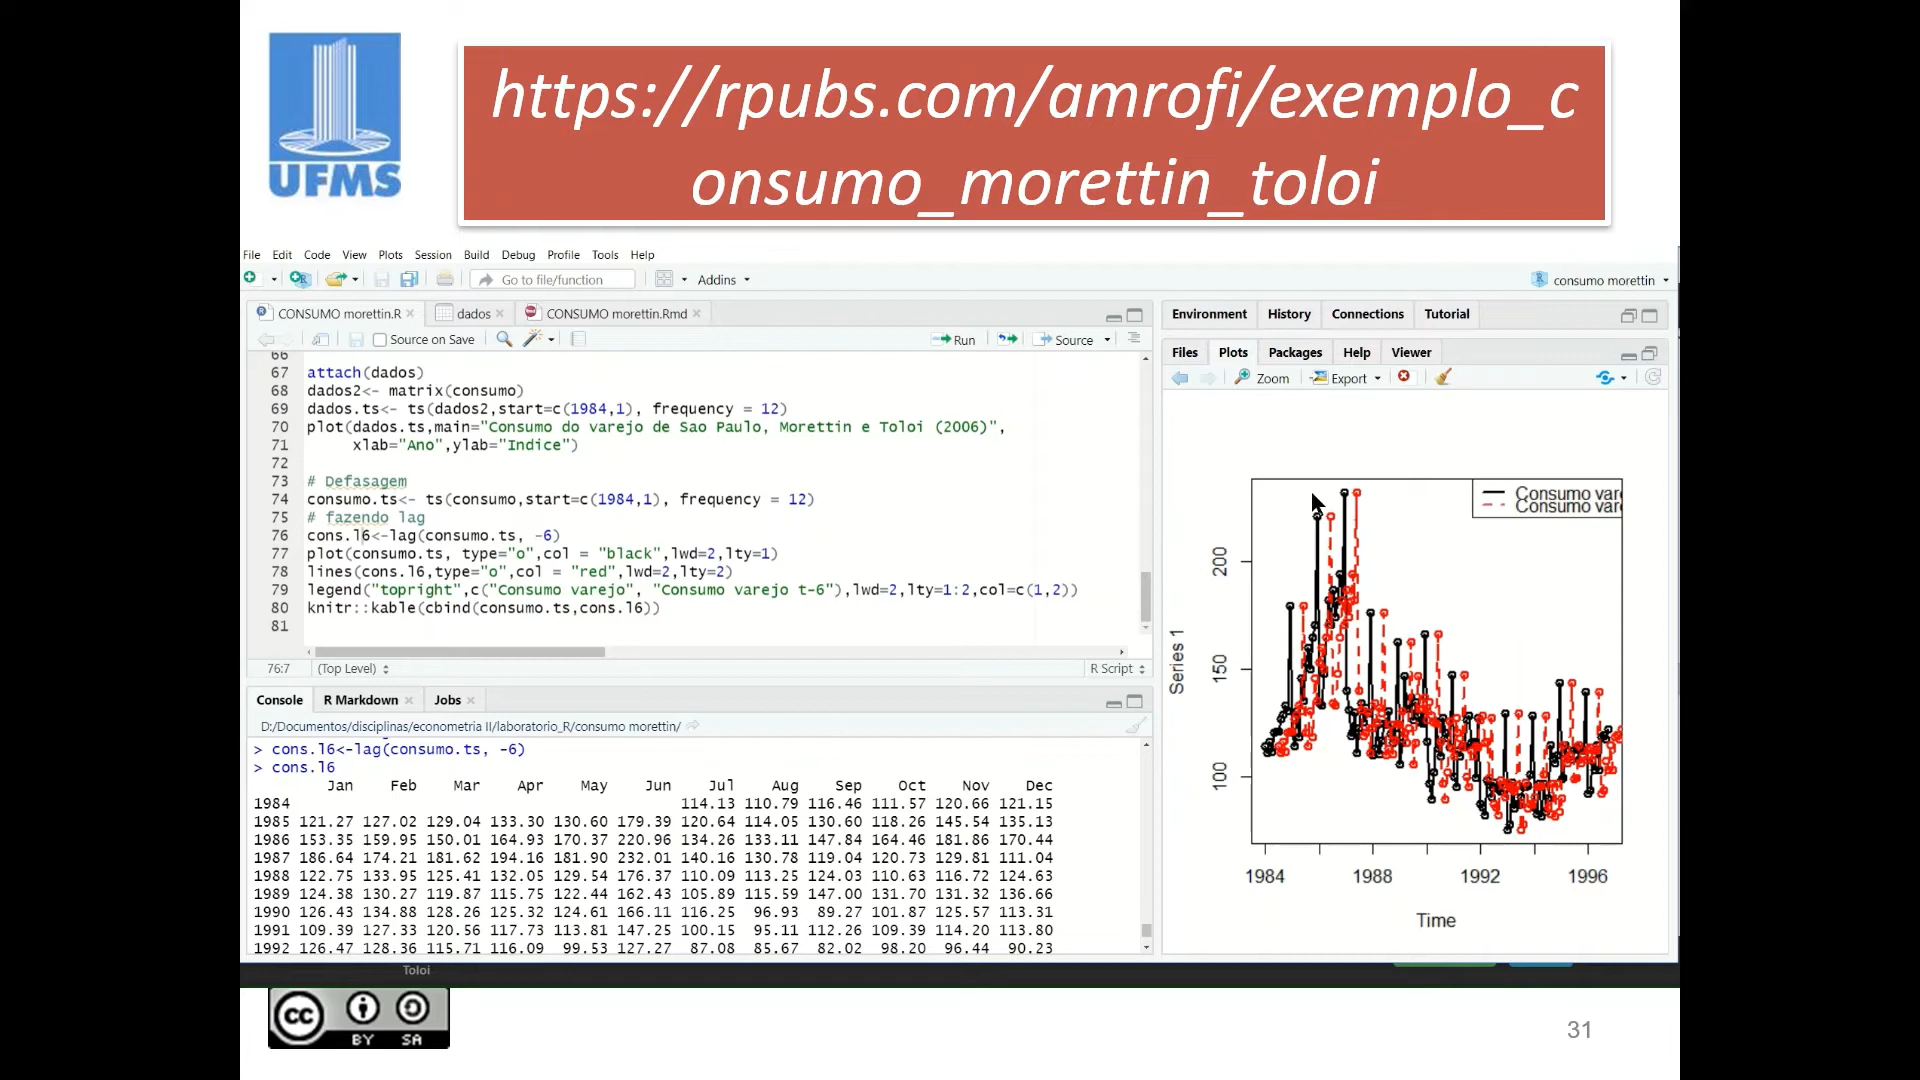 UFMS
https://rpubs.com/amrofi/exemplo_c
onsumo_morettin_toloi
File Edit Code View Plots Session Build Debug Profile Tools Help
Go to file/function Addins consumo morettin
CONSUMO morettin.R dados CONSUMO morettin.Rmd
Source on Save Run Source
66
67 attach(dados)
68 dados2<- matrix(consumo)
69 dados.ts<- ts(dados2,start=c(1984,1), frequency = 12)
70 plot(dados.ts,main="Consumo do varejo de Sao Paulo, Morettin e Toloi (2006)",
71 xlab="Ano",ylab="Indice")
72
73 # Defasagem
74 consumo.ts<- ts(consumo,start=c(1984,1), frequency = 12)
75 # fazendo lag
76 cons.l6<-lag(consumo.ts, -6)
77 plot(consumo.ts, type="o",col = "black",lwd=2,lty=1)
78 lines(cons.l6,type="o",col = "red",lwd=2,lty=2)
79 legend("topright",c("Consumo varejo", "Consumo varejo t-6"),lwd=2,lty=1:2,col=c(1,2))
80 knitr::kable(cbind(consumo.ts,cons.l6))
81
76:7 (Top Level) R Script
Console R Markdown Jobs
D:/Documentos/disciplinas/econometria II/laboratorio_R/consumo morettin/
> cons.l6<-lag(consumo.ts, -6)
> cons.l6
Jan Feb Mar Apr May Jun Jul Aug Sep Oct Nov Dec
1984 114.13 110.79 116.46 111.57 120.66 121.15
1985 121.27 127.02 129.04 133.30 130.60 179.39 120.64 114.05 130.60 118.26 145.54 135.13
1986 153.35 159.95 150.01 164.93 170.37 220.96 134.26 133.11 147.84 164.46 181.86 170.44
1987 186.64 174.21 181.62 194.16 181.90 232.01 140.16 130.78 119.04 120.73 129.81 111.04
1988 122.75 133.95 125.41 132.05 129.54 176.37 110.09 113.25 124.03 110.63 116.72 124.63
1989 124.38 130.27 119.87 115.75 122.44 162.43 105.89 115.59 147.00 131.70 131.32 136.66
1990 126.43 134.88 128.26 125.32 124.61 166.11 116.25 96.93 89.27 101.87 125.57 113.31
1991 109.39 127.33 120.56 117.73 113.81 147.25 100.15 95.11 112.26 109.39 114.20 113.80
1992 126.47 128.36 115.71 116.09 99.53 127.27 87.08 85.67 82.02 98.20 96.44 90.23
Environment History Connections Tutorial
Files Plots Packages Help Viewer
Zoom Export
Consumo vare
Consumo vare
Series 1
200
150
100
1984 1988 1992 1996
Time
Toloi
CC BY SA
31